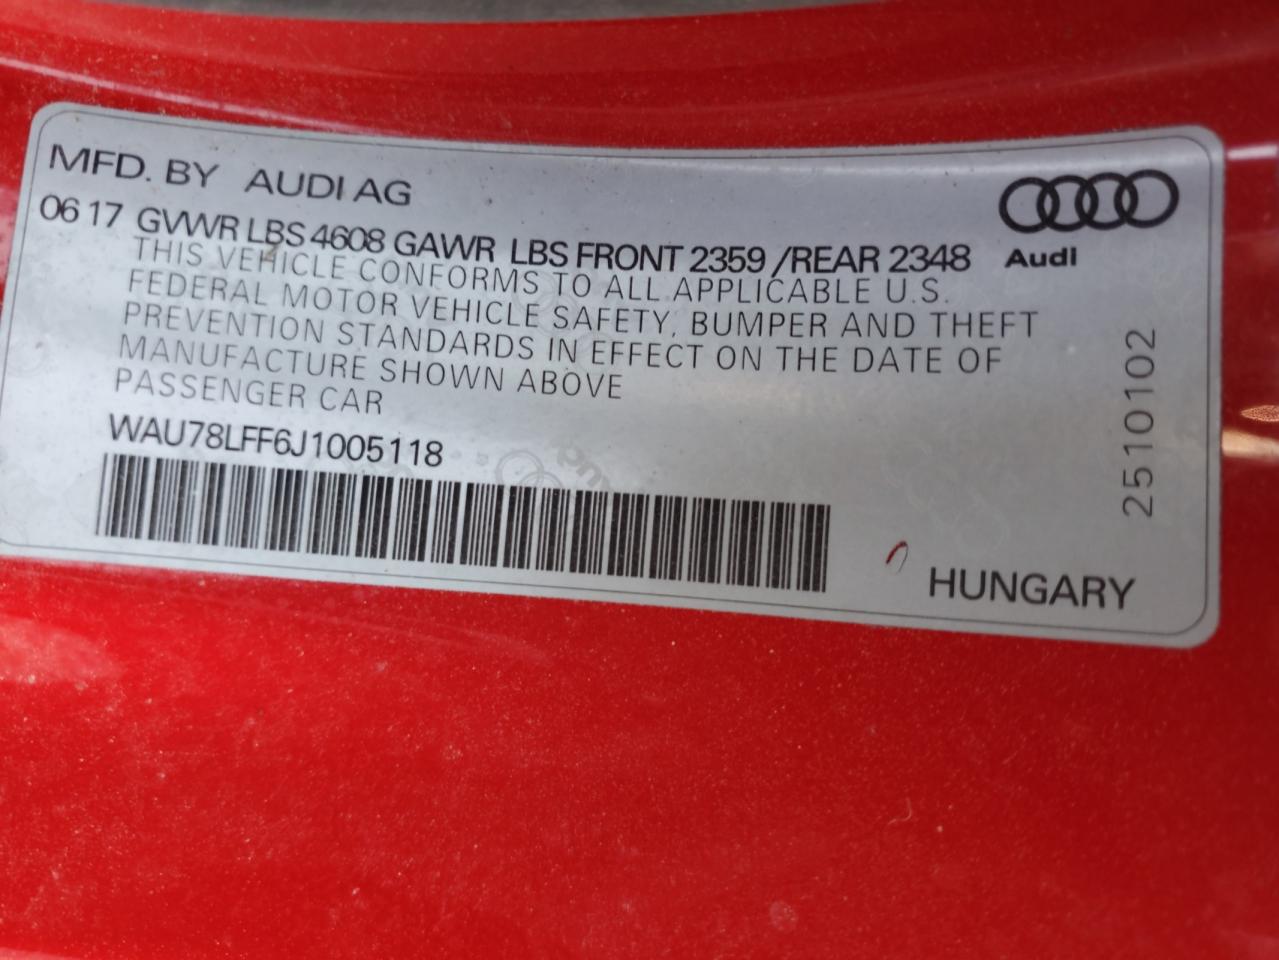 MFD. BY AUDI AG
06 17 GVWR LBS 4608 GAWR LBS FRONT 2359 /REAR 2348
THIS VEHICLE CONFORMS TO ALL APPLICABLE U.S.
FEDERAL MOTOR VEHICLE SAFETY, BUMPER AND THEFT
PREVENTION STANDARDS IN EFFECT ON THE DATE OF
MANUFACTURE SHOWN ABOVE
PASSENGER CAR
WAU78LFF6J1005118
Audi
2510102
HUNGARY